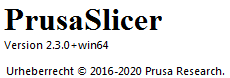 PrusaSlicer
Version 2.3.0+win64
Urheberrecht © 2016-2020 Prusa Research.